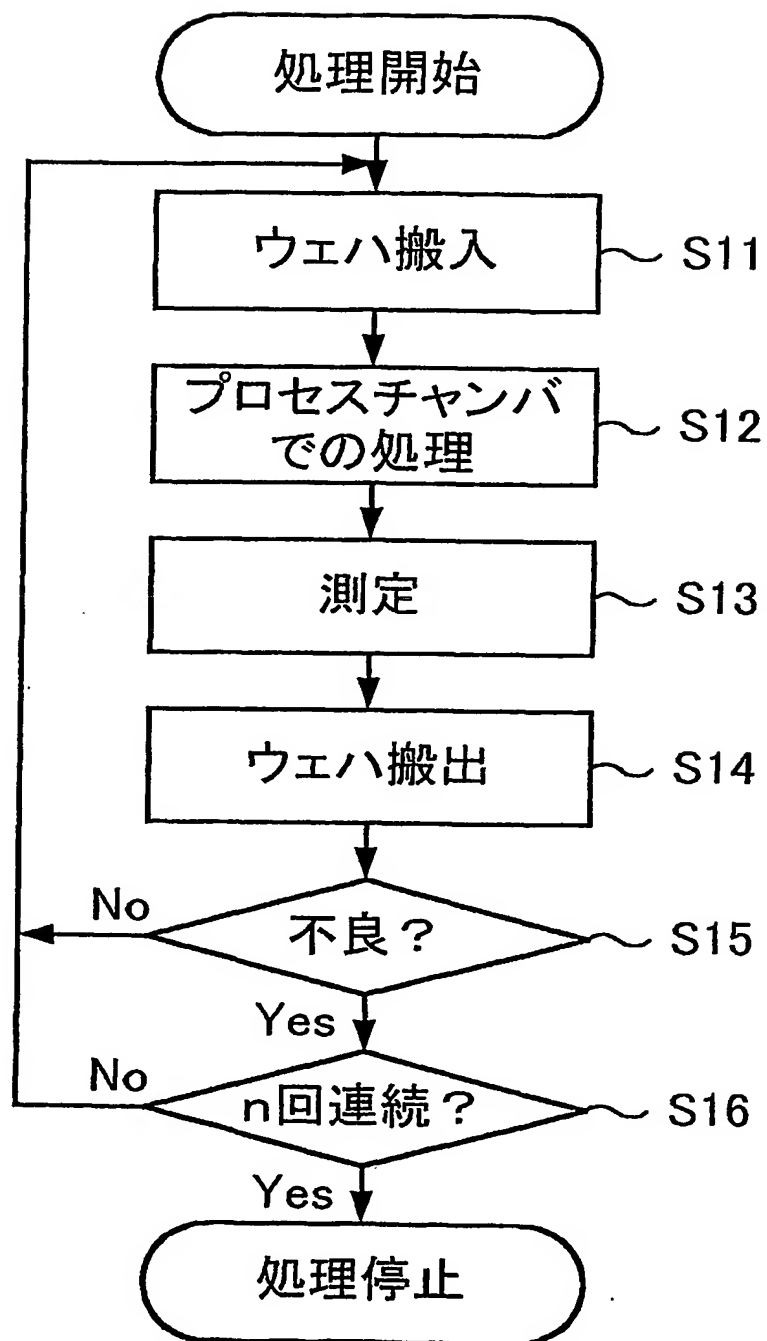 処理開始
ウェハ搬入
S11
プロセスチャンバ
での処理
S12
測定
S13
ウェハ搬出
S14
No
不良?
S15
Yes
No
n回連続?
S16
Yes
処理停止